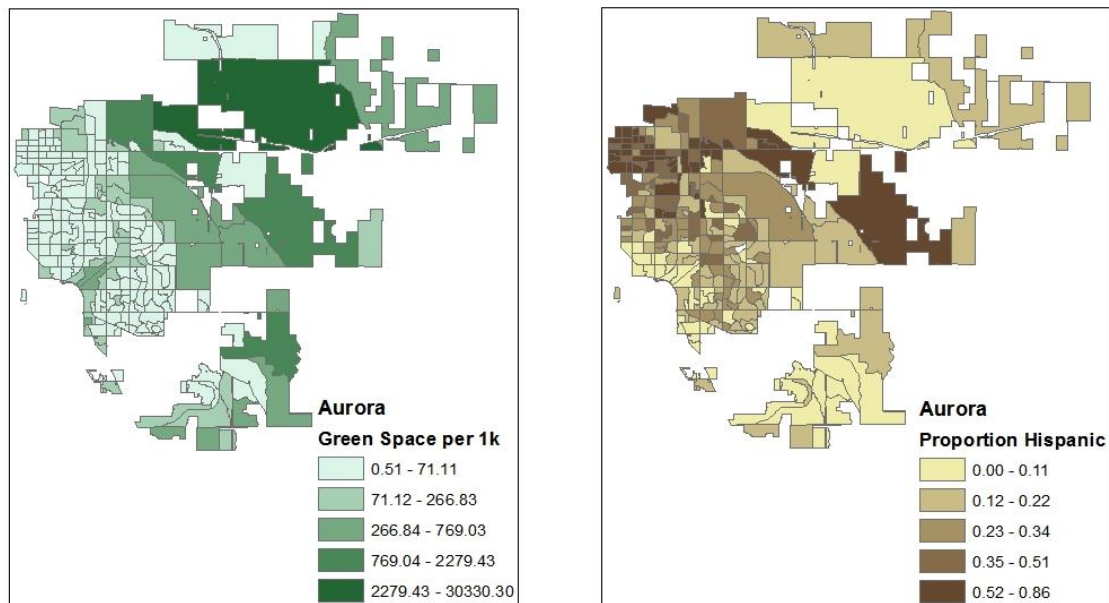 Aurora
Green Space per 1k
0.51 - 71.11
71.12 - 266.83
266.84 - 769.03
769.04 - 2279.43
2279.43 - 30330.30
Aurora
Proportion Hispanic
0.00 - 0.11
0.12 - 0.22
0.23 - 0.34
0.35 - 0.51
0.52 - 0.86